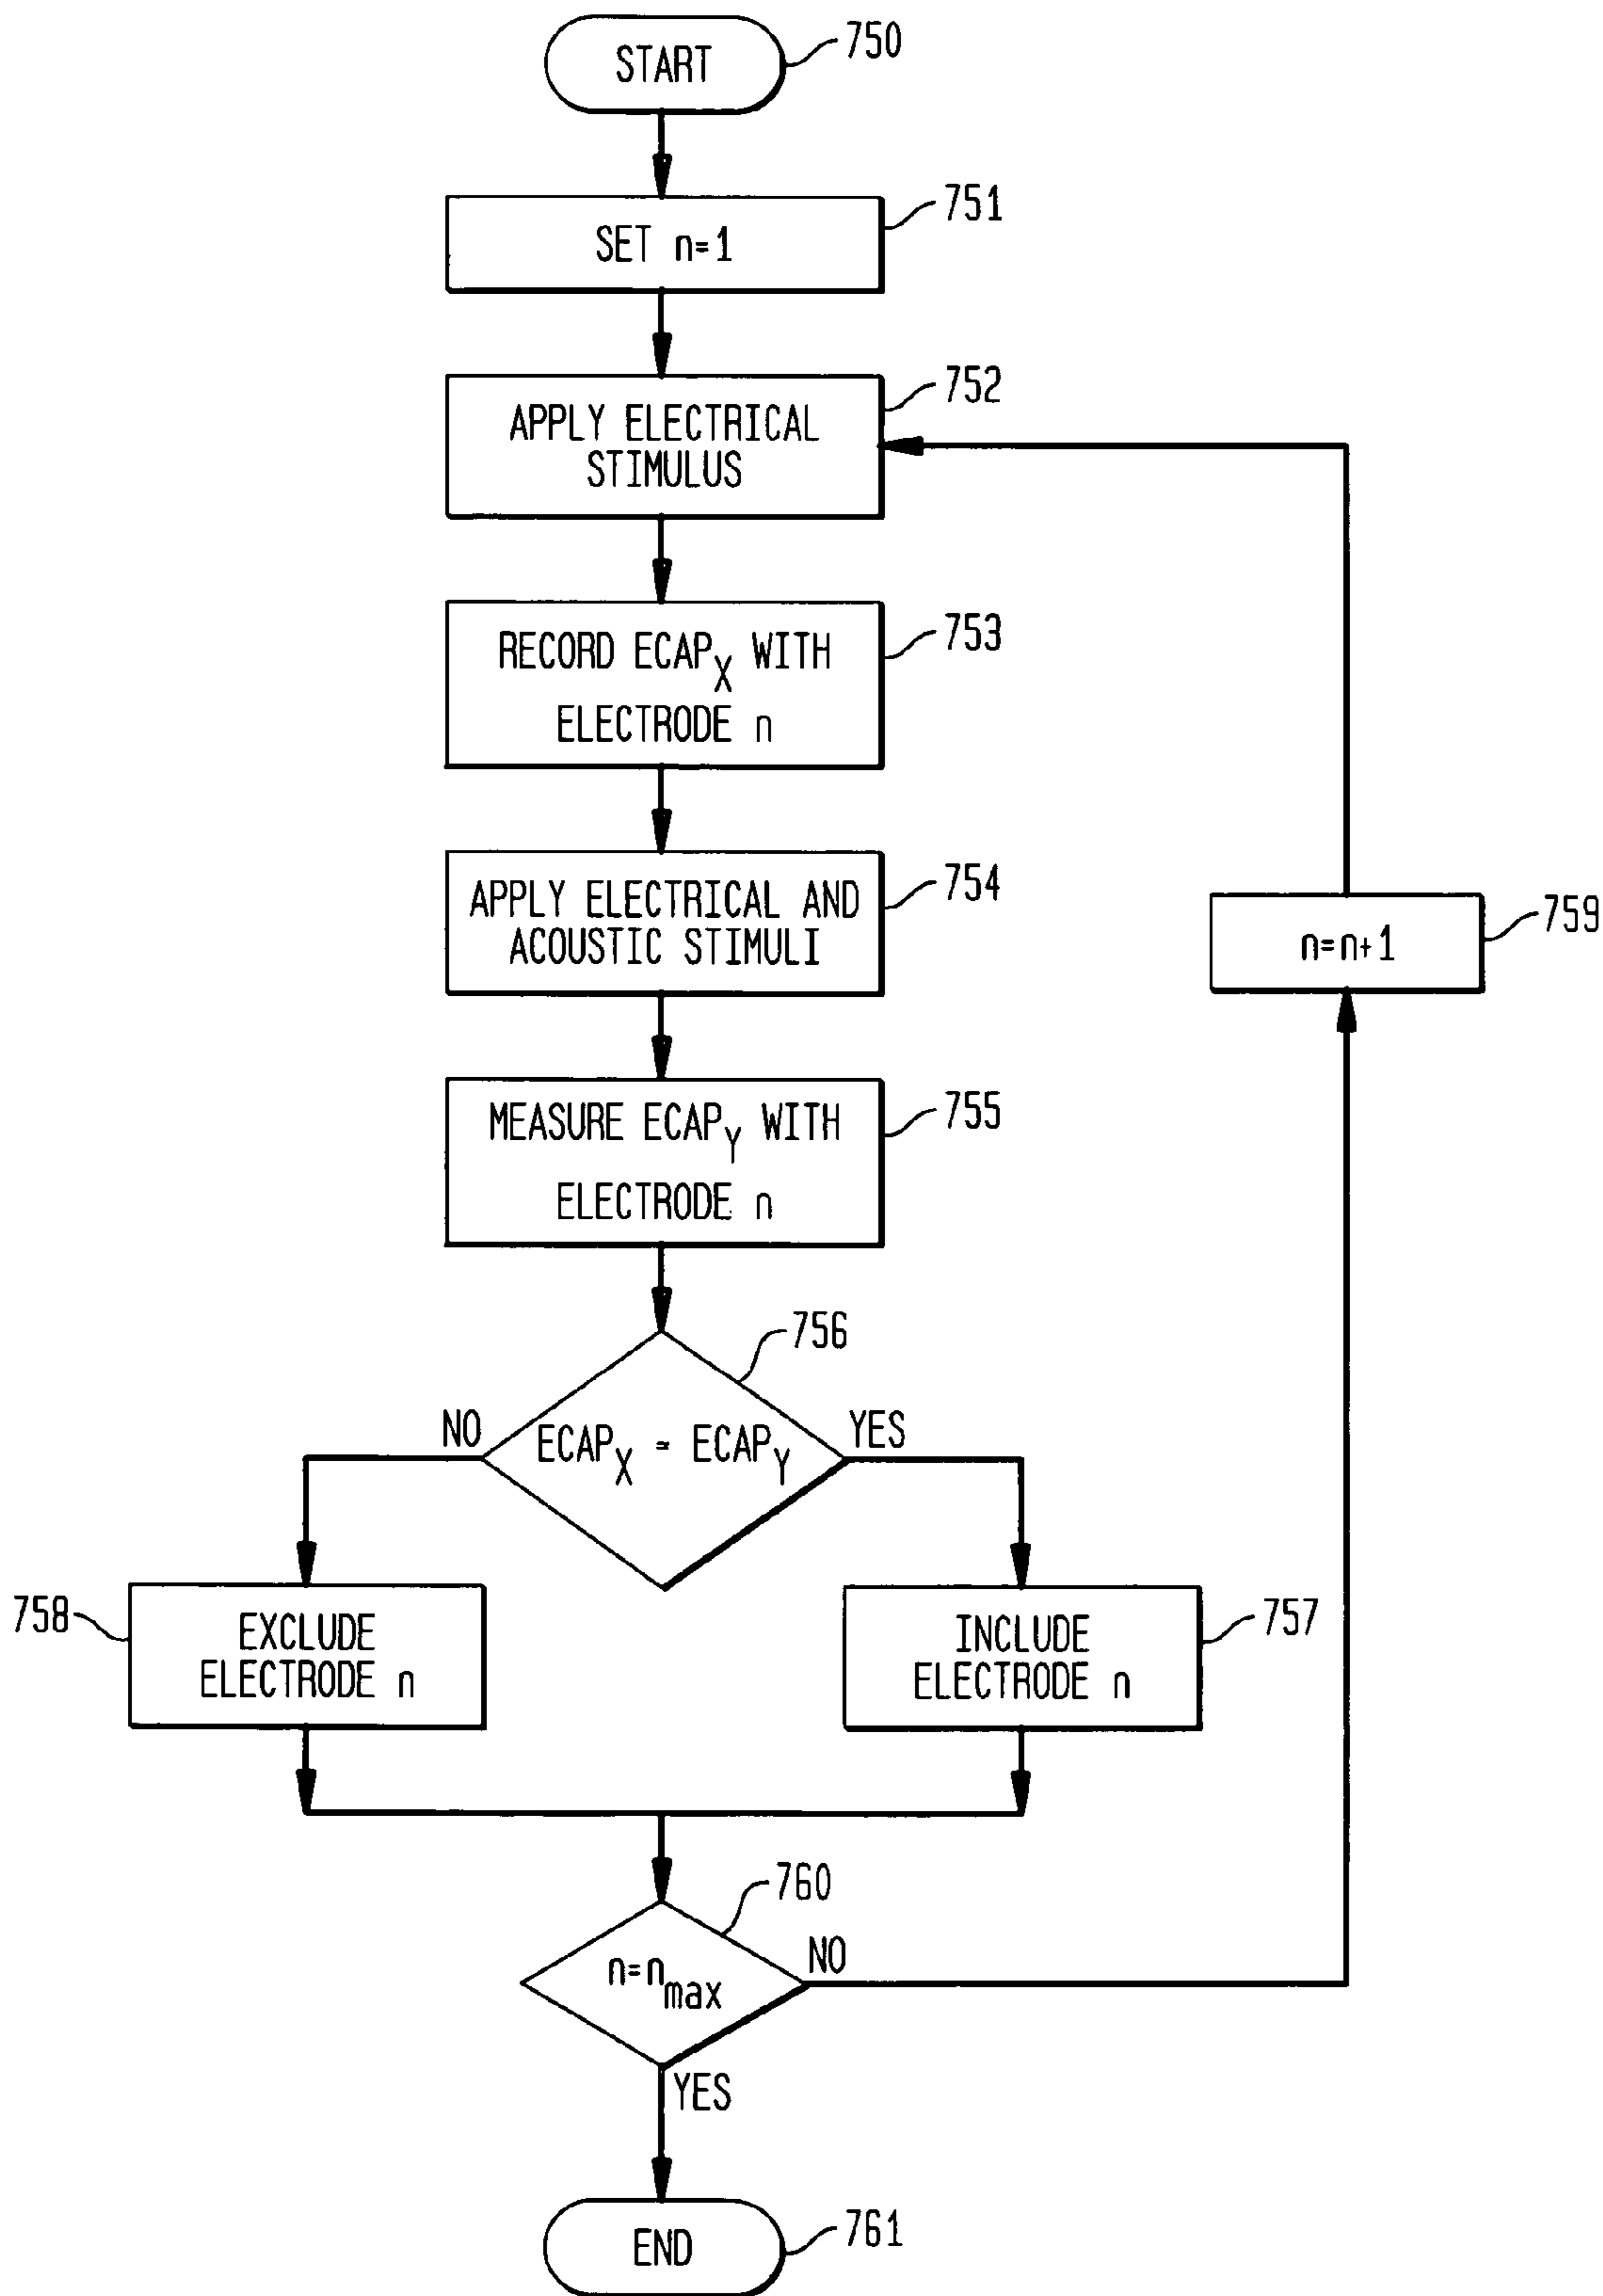 START
750
SET n=1
751
APPLY ELECTRICAL
STIMULUS
752
RECORD ECAPX WITH
ELECTRODE n
753
APPLY ELECTRICAL AND
ACOUSTIC STIMULI
754
n=n+1
759
MEASURE ECAPY WITH
ELECTRODE n
755
756
NO
ECAPX ≃ ECAPY
YES
758
EXCLUDE
ELECTRODE n
INCLUDE
ELECTRODE n
757
760
n=nmax
NO
YES
END
761